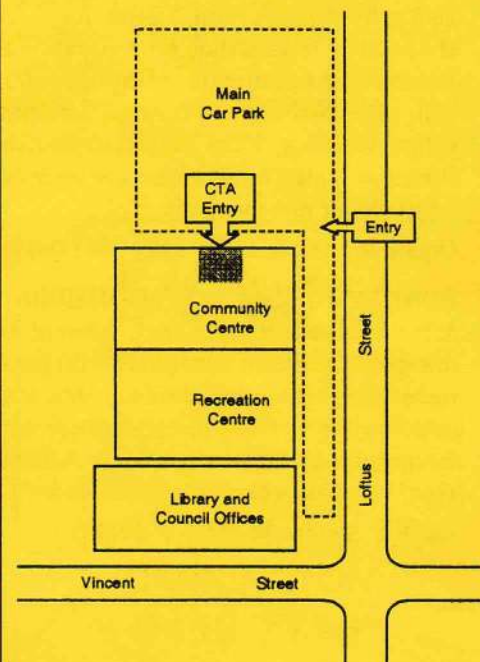 Main
Car Park
CTA
Entry
Entry
Community
Centre
Street
Recreation
Centre
Loftus
Library and
Council Offices
Vincent Street